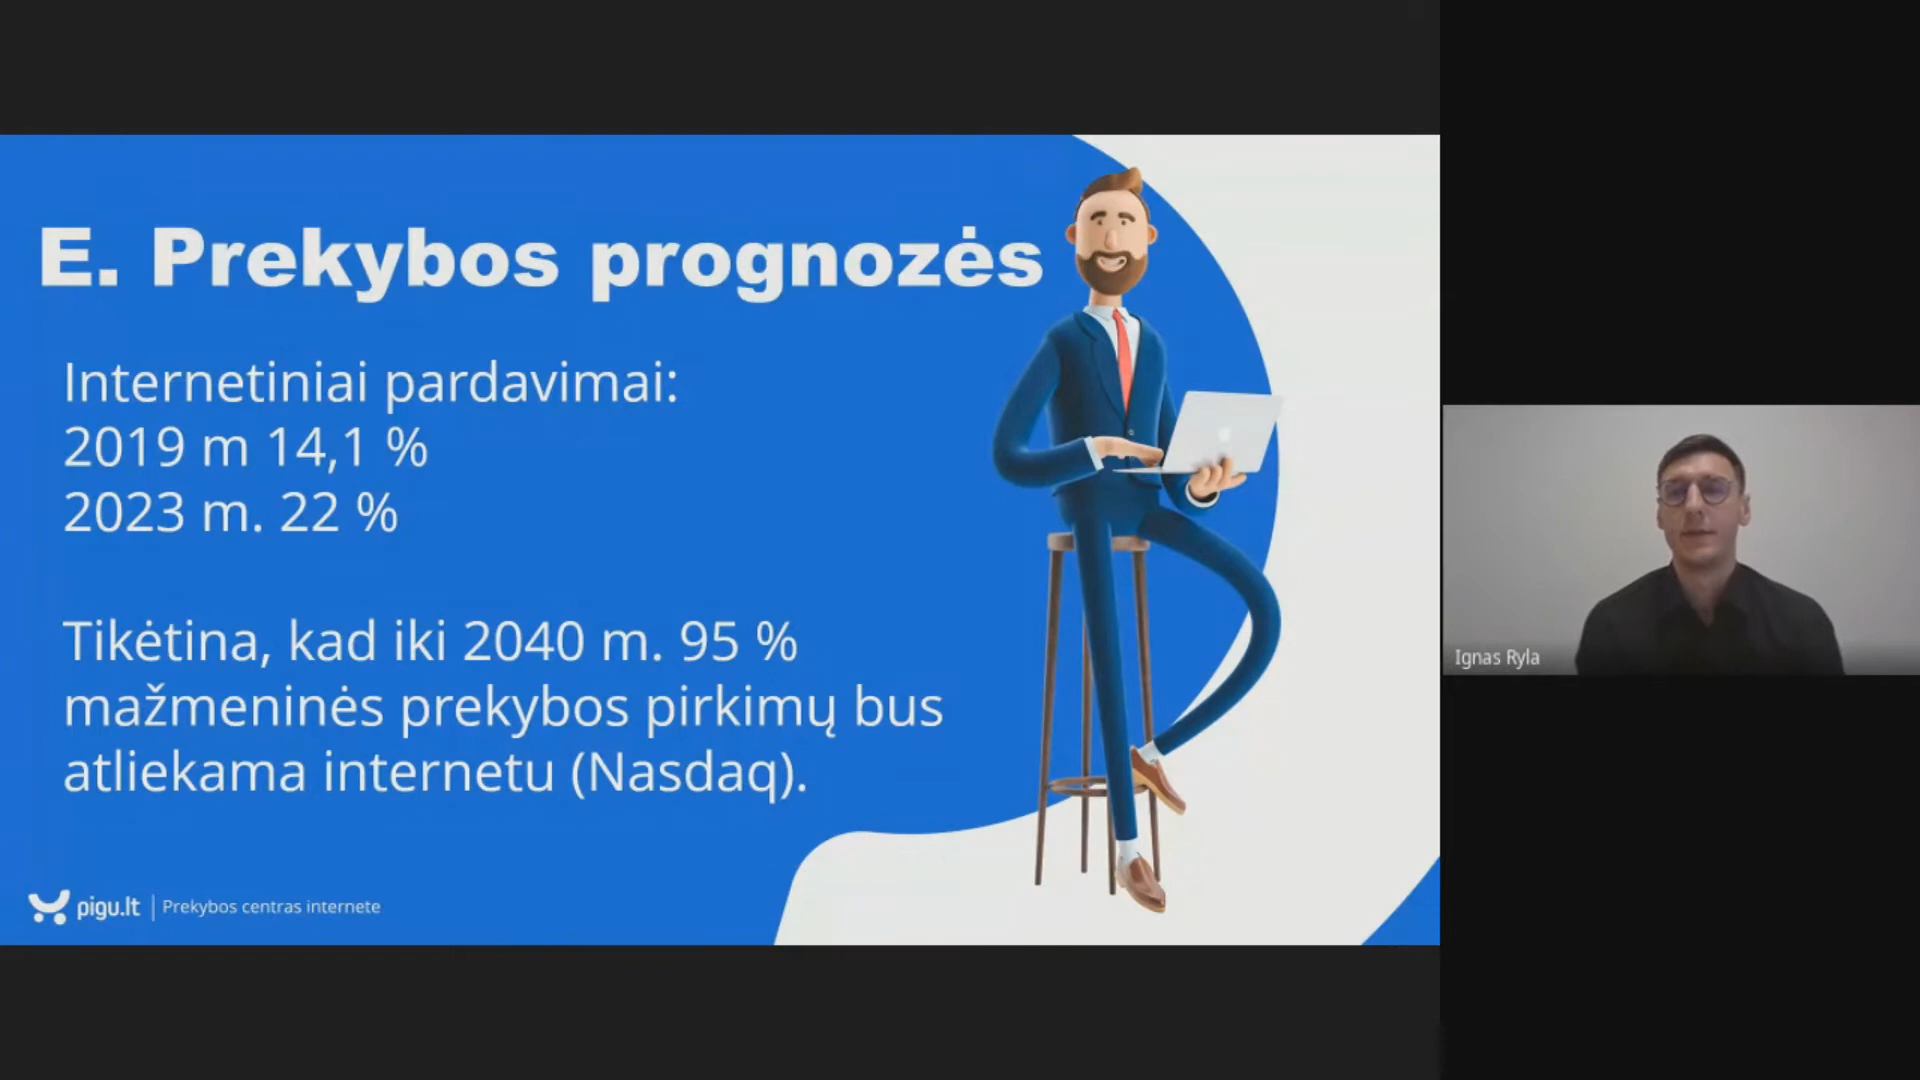 E. Prekybos prognozės
Internetiniai pardavimai:
2019 m 14,1 %
2023 m. 22 %
Tikėtina, kad iki 2040 m. 95 %
mažmeninės prekybos pirkimų bus
atliekama internetu (Nasdaq).
pigu.lt | Prekybos centras internete
Ignas Ryla